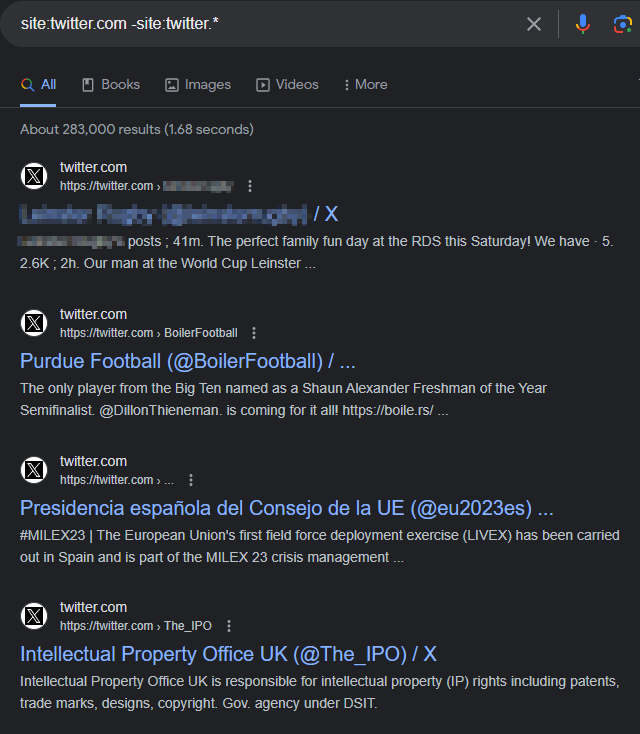 site:twitter.com -site:twitter.*
All Books Images Videos More
About 283,000 results (1.68 seconds)
twitter.com
https://twitter.com ›
/ X
posts ; 41m. The perfect family fun day at the RDS this Saturday! We have · 5.
2.6K ; 2h. Our man at the World Cup Leinster ...
twitter.com
https://twitter.com › BoilerFootball
Purdue Football (@BoilerFootball) / ...
The only player from the Big Ten named as a Shaun Alexander Freshman of the Year
Semifinalist. @DillonThieneman. is coming for it all! https://boile.rs/ ...
twitter.com
https://twitter.com › ...
Presidencia española del Consejo de la UE (@eu2023es) ...
#MILEX23 | The European Union's first field force deployment exercise (LIVEX) has been carried
out in Spain and is part of the MILEX 23 crisis management ...
twitter.com
https://twitter.com › The_IPO
Intellectual Property Office UK (@The_IPO) / X
Intellectual Property Office UK is responsible for intellectual property (IP) rights including patents,
trade marks, designs, copyright. Gov. agency under DSIT.